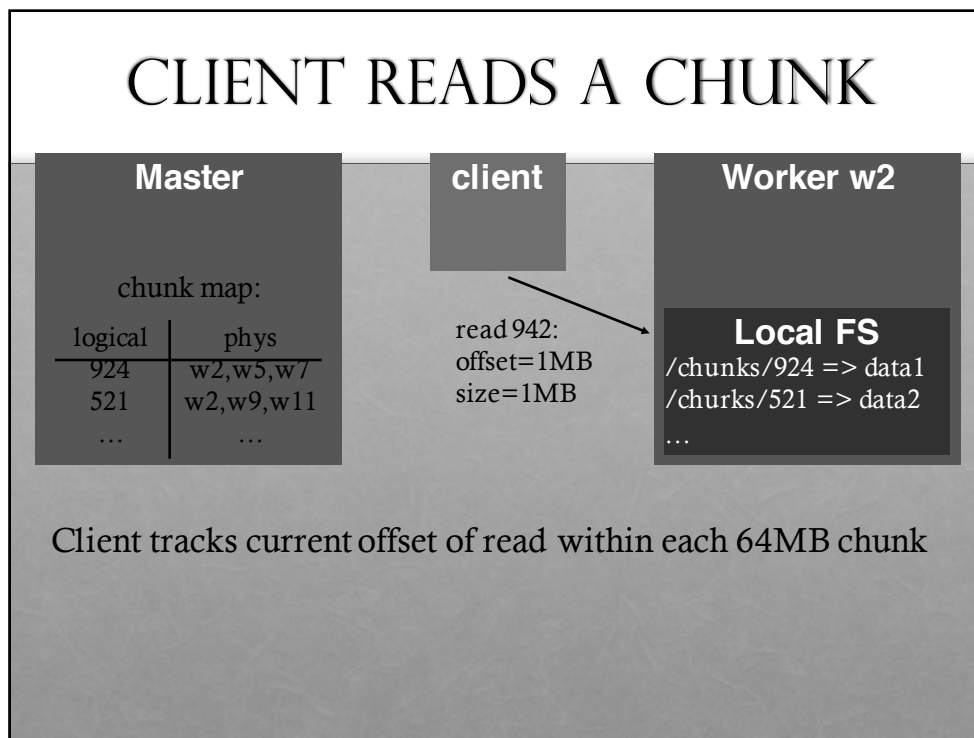 CLIENT READS A CHUNK
Master
chunk map:
logical phys
924 w2,w5,w7
521 w2,w9,w11
… …
client
read 942:
offset=1MB
size=1MB
Worker w2
Local FS
/chunks/924 => data1
/churks/521 => data2
…
Client tracks current offset of read within each 64MB chunk